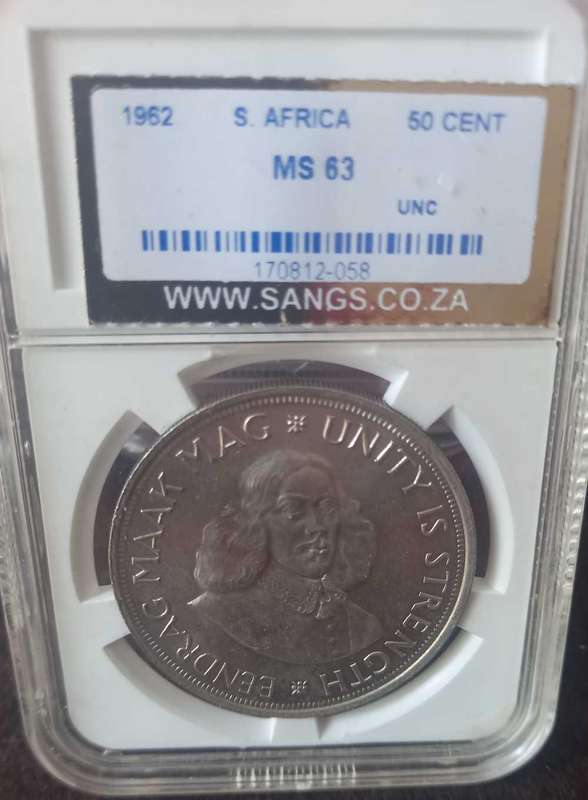 1962 S. AFRICA 50 CENT
MS 63
UNC
170812-058
WWW.SANGS.CO.ZA
EENDRAG MAAK MAG UNITY IS STRENGTH